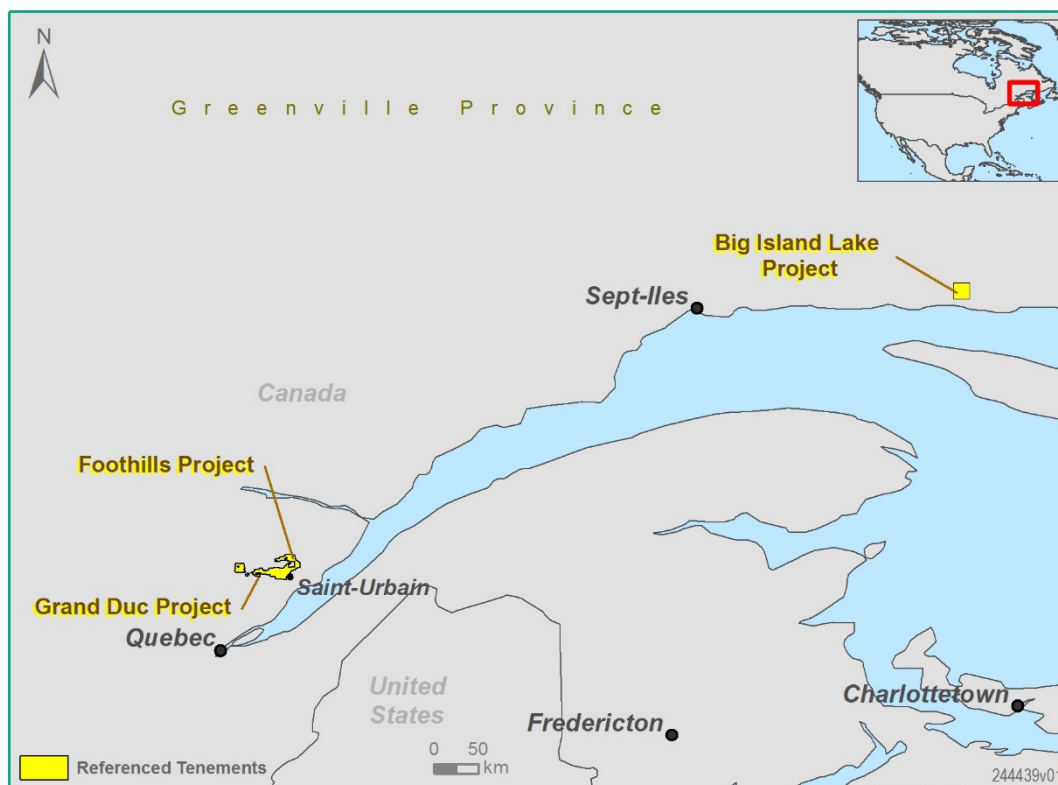 N
Greenville Province
Big Island Lake
Project
Sept-Iles
Canada
Foothills Project
Saint-Urbain
Grand Duc Project
Quebec
United
States
Charlottetown
Fredericton
0 50
km
Referenced Tenements
244439v01